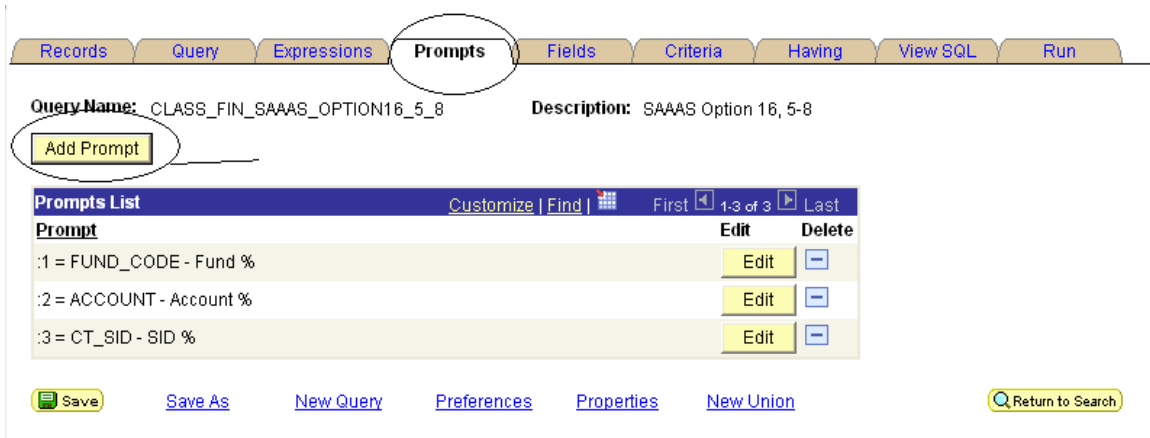 Records Query Expressions Prompts Fields Criteria Having View SQL Run
Query Name: CLASS_FIN_SAAAS_OPTION16_5_8 Description: SAAAS Option 16, 5-8
Add Prompt
Prompts List Customize | Find | First 1-3 of 3 Last
Prompt Edit Delete
:1 = FUND_CODE - Fund % Edit
:2 = ACCOUNT - Account % Edit
:3 = CT_SID - SID % Edit
Save Save As New Query Preferences Properties New Union Return to Search